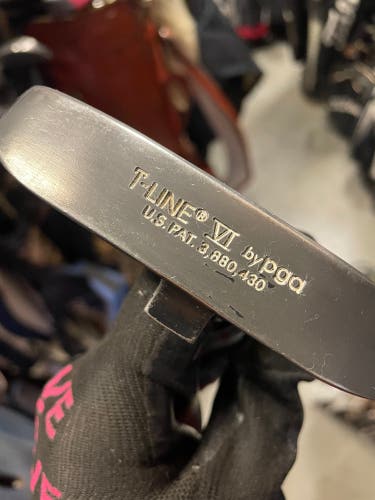 T-LINE® VI by pga
U.S. PAT. 3,880,430